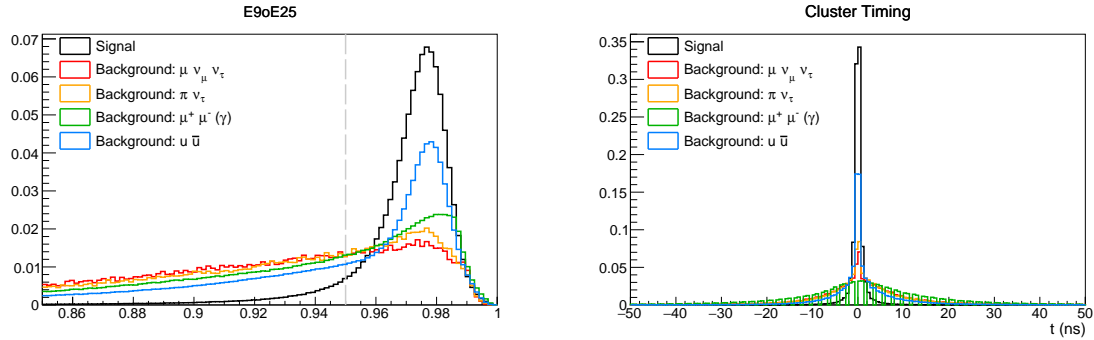 E9oE25
0.07
0.06
0.05
0.04
0.03
0.02
0.01
0
0.86 0.88 0.9 0.92 0.94 0.96 0.98 1
Signal
Background: μ ν_μ ν_τ
Background: π ν_τ
Background: μ⁺ μ⁻ (γ)
Background: u u̅
Cluster Timing
0.35
0.3
0.25
0.2
0.15
0.1
0.05
0
−50 −40 −30 −20 −10 0 10 20 30 40 50
t (ns)
Signal
Background: μ ν_μ ν_τ
Background: π ν_τ
Background: μ⁺ μ⁻ (γ)
Background: u u̅